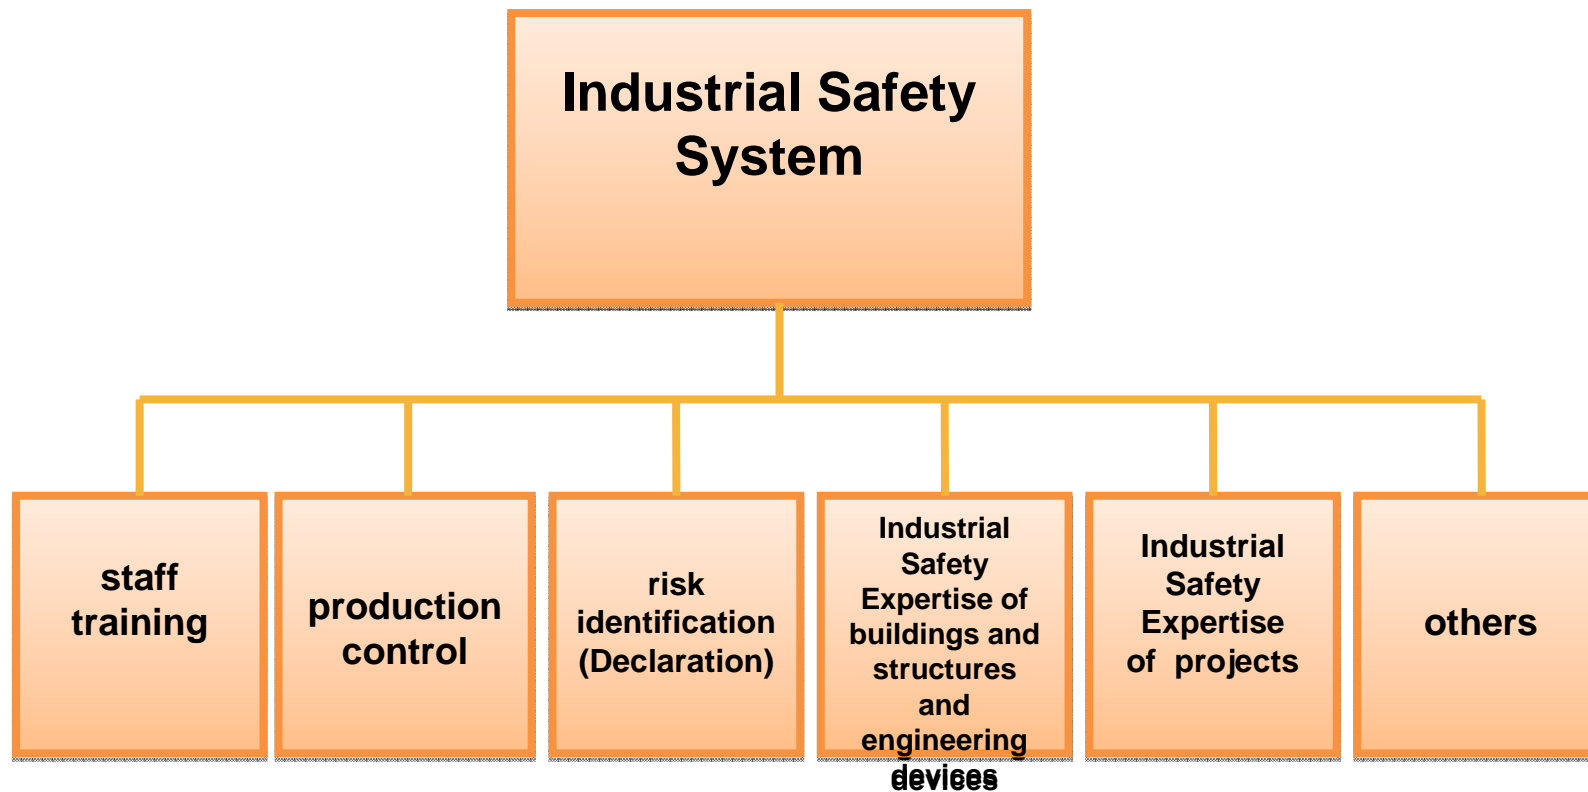 Industrial Safety
System
staff
training
production
control
risk
identification
(Declaration)
Industrial
Safety
Expertise of
buildings and
structures
and
engineering
devices
Industrial
Safety
Expertise
of projects
others